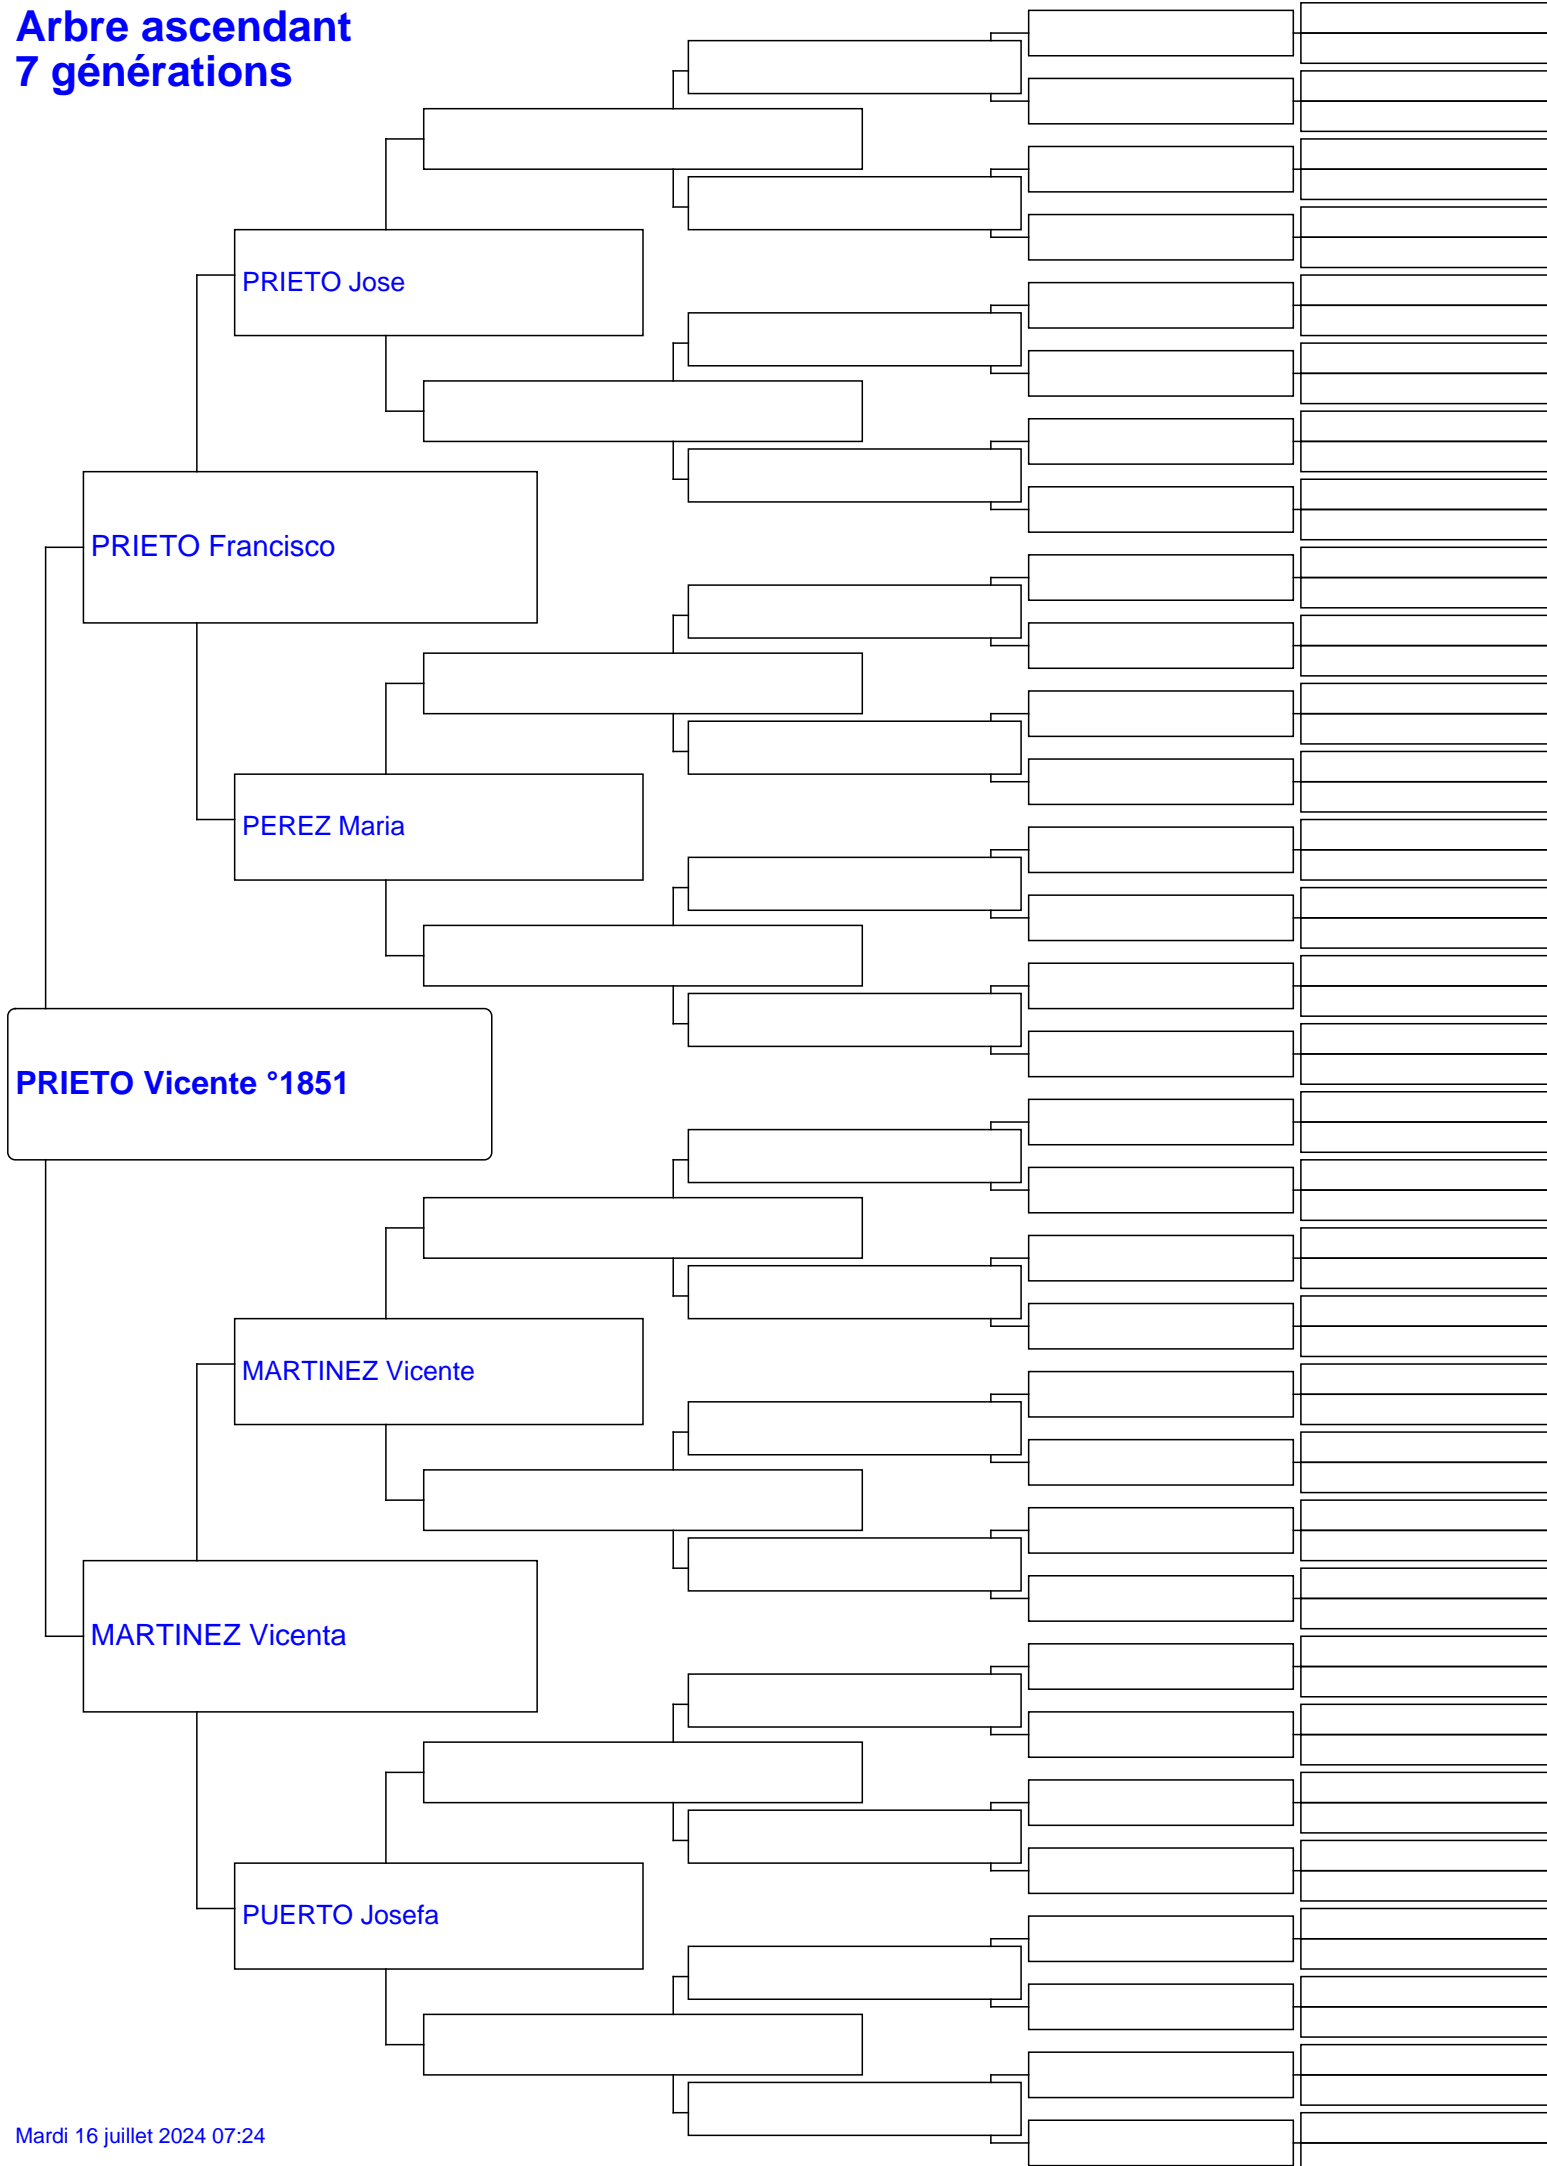 Arbre ascendant
7 générations
PRIETO Jose
PRIETO Francisco
PEREZ Maria
PRIETO Vicente °1851
MARTINEZ Vicente
MARTINEZ Vicenta
PUERTO Josefa
Mardi 16 juillet 2024 07:24